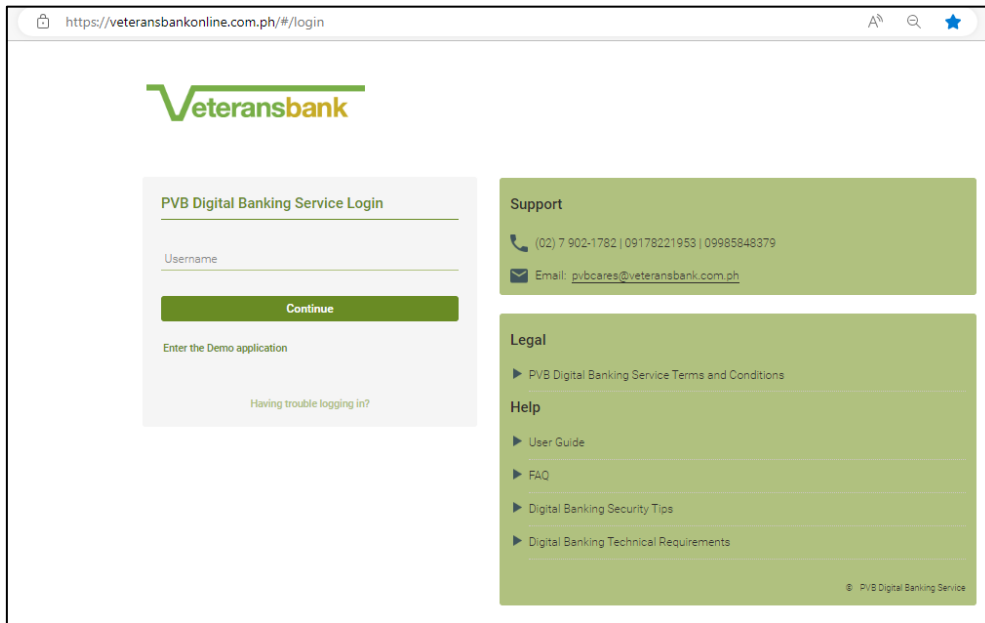 https://veteransbankonline.com.ph/#/login
Veteransbank
PVB Digital Banking Service Login
Username
Continue
Enter the Demo application
Having trouble logging in?
Support
(02) 7 902-1782 | 09178221953 | 09985848379
Email: pvbcares@veteransbank.com.ph
Legal
PVB Digital Banking Service Terms and Conditions
Help
User Guide
FAQ
Digital Banking Security Tips
Digital Banking Technical Requirements
© PVB Digital Banking Service